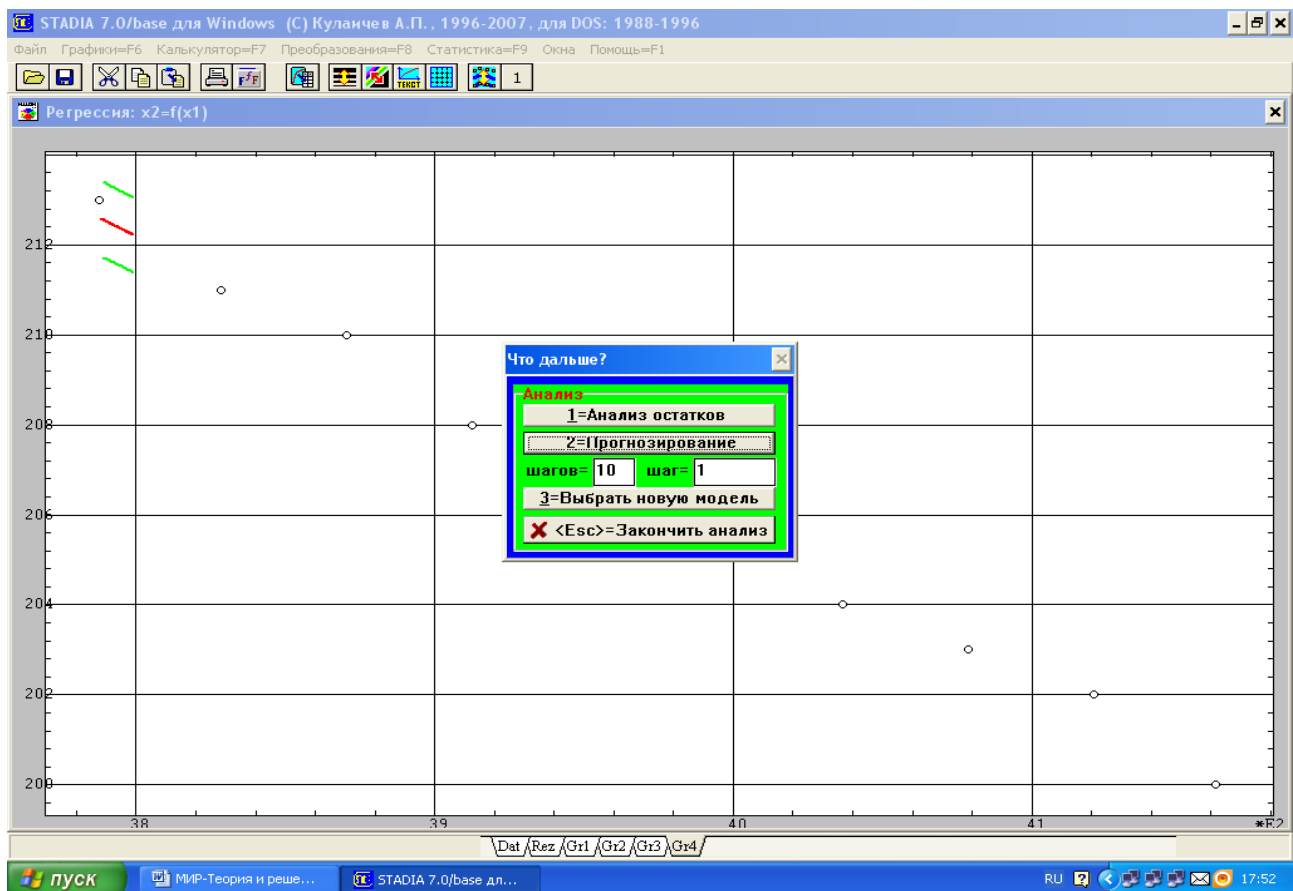 STADIA 7.0/base для Windows (C) Кулаичев А.П., 1996-2007, для DOS: 1988-1996
Файл Графики=F6 Калькулятор=F7 Преобразования=F8 Статистика=F9 Окна Помощь=F1
ТЕКСТ 1
Регрессия: x2=f(x1)
212
210
Что дальше?
Анализ
1=Анализ остатков
208
2=Прогнозирование
шагов= 10 шаг= 1
3=Выбрать новую модель
206
<Esc>=Закончить анализ
204
202
200
38 39 40 41 *E2
Dat Rez Gr1 Gr2 Gr3 Gr4
пуск МИР-Теория и реше... STADIA 7.0/base дл... RU 17:52